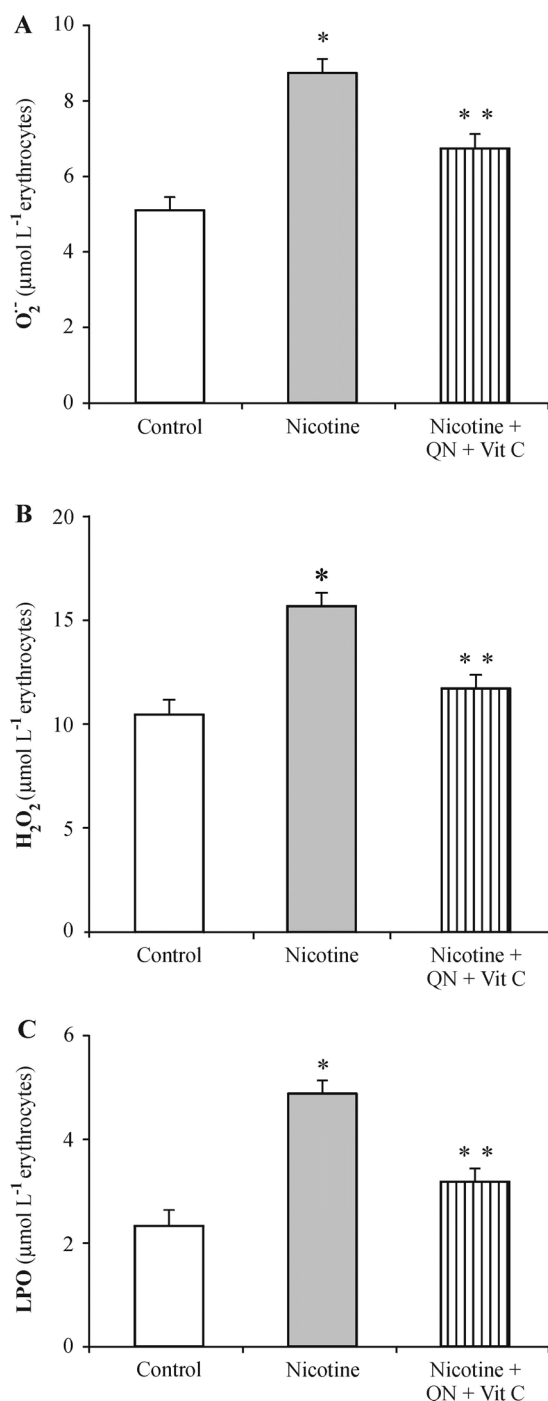 A
10
8
6
4
2
0
O₂·⁻ (µmol L⁻¹ erythrocytes)
*
* *
Control
Nicotine
Nicotine +
QN + Vit C
B
20
15
10
5
0
H₂O₂ (µmol L⁻¹ erythrocytes)
*
* *
Control
Nicotine
Nicotine +
QN + Vit C
C
6
4
2
0
LPO (µmol L⁻¹ erythrocytes)
*
* *
Control
Nicotine
Nicotine +
QN + Vit C